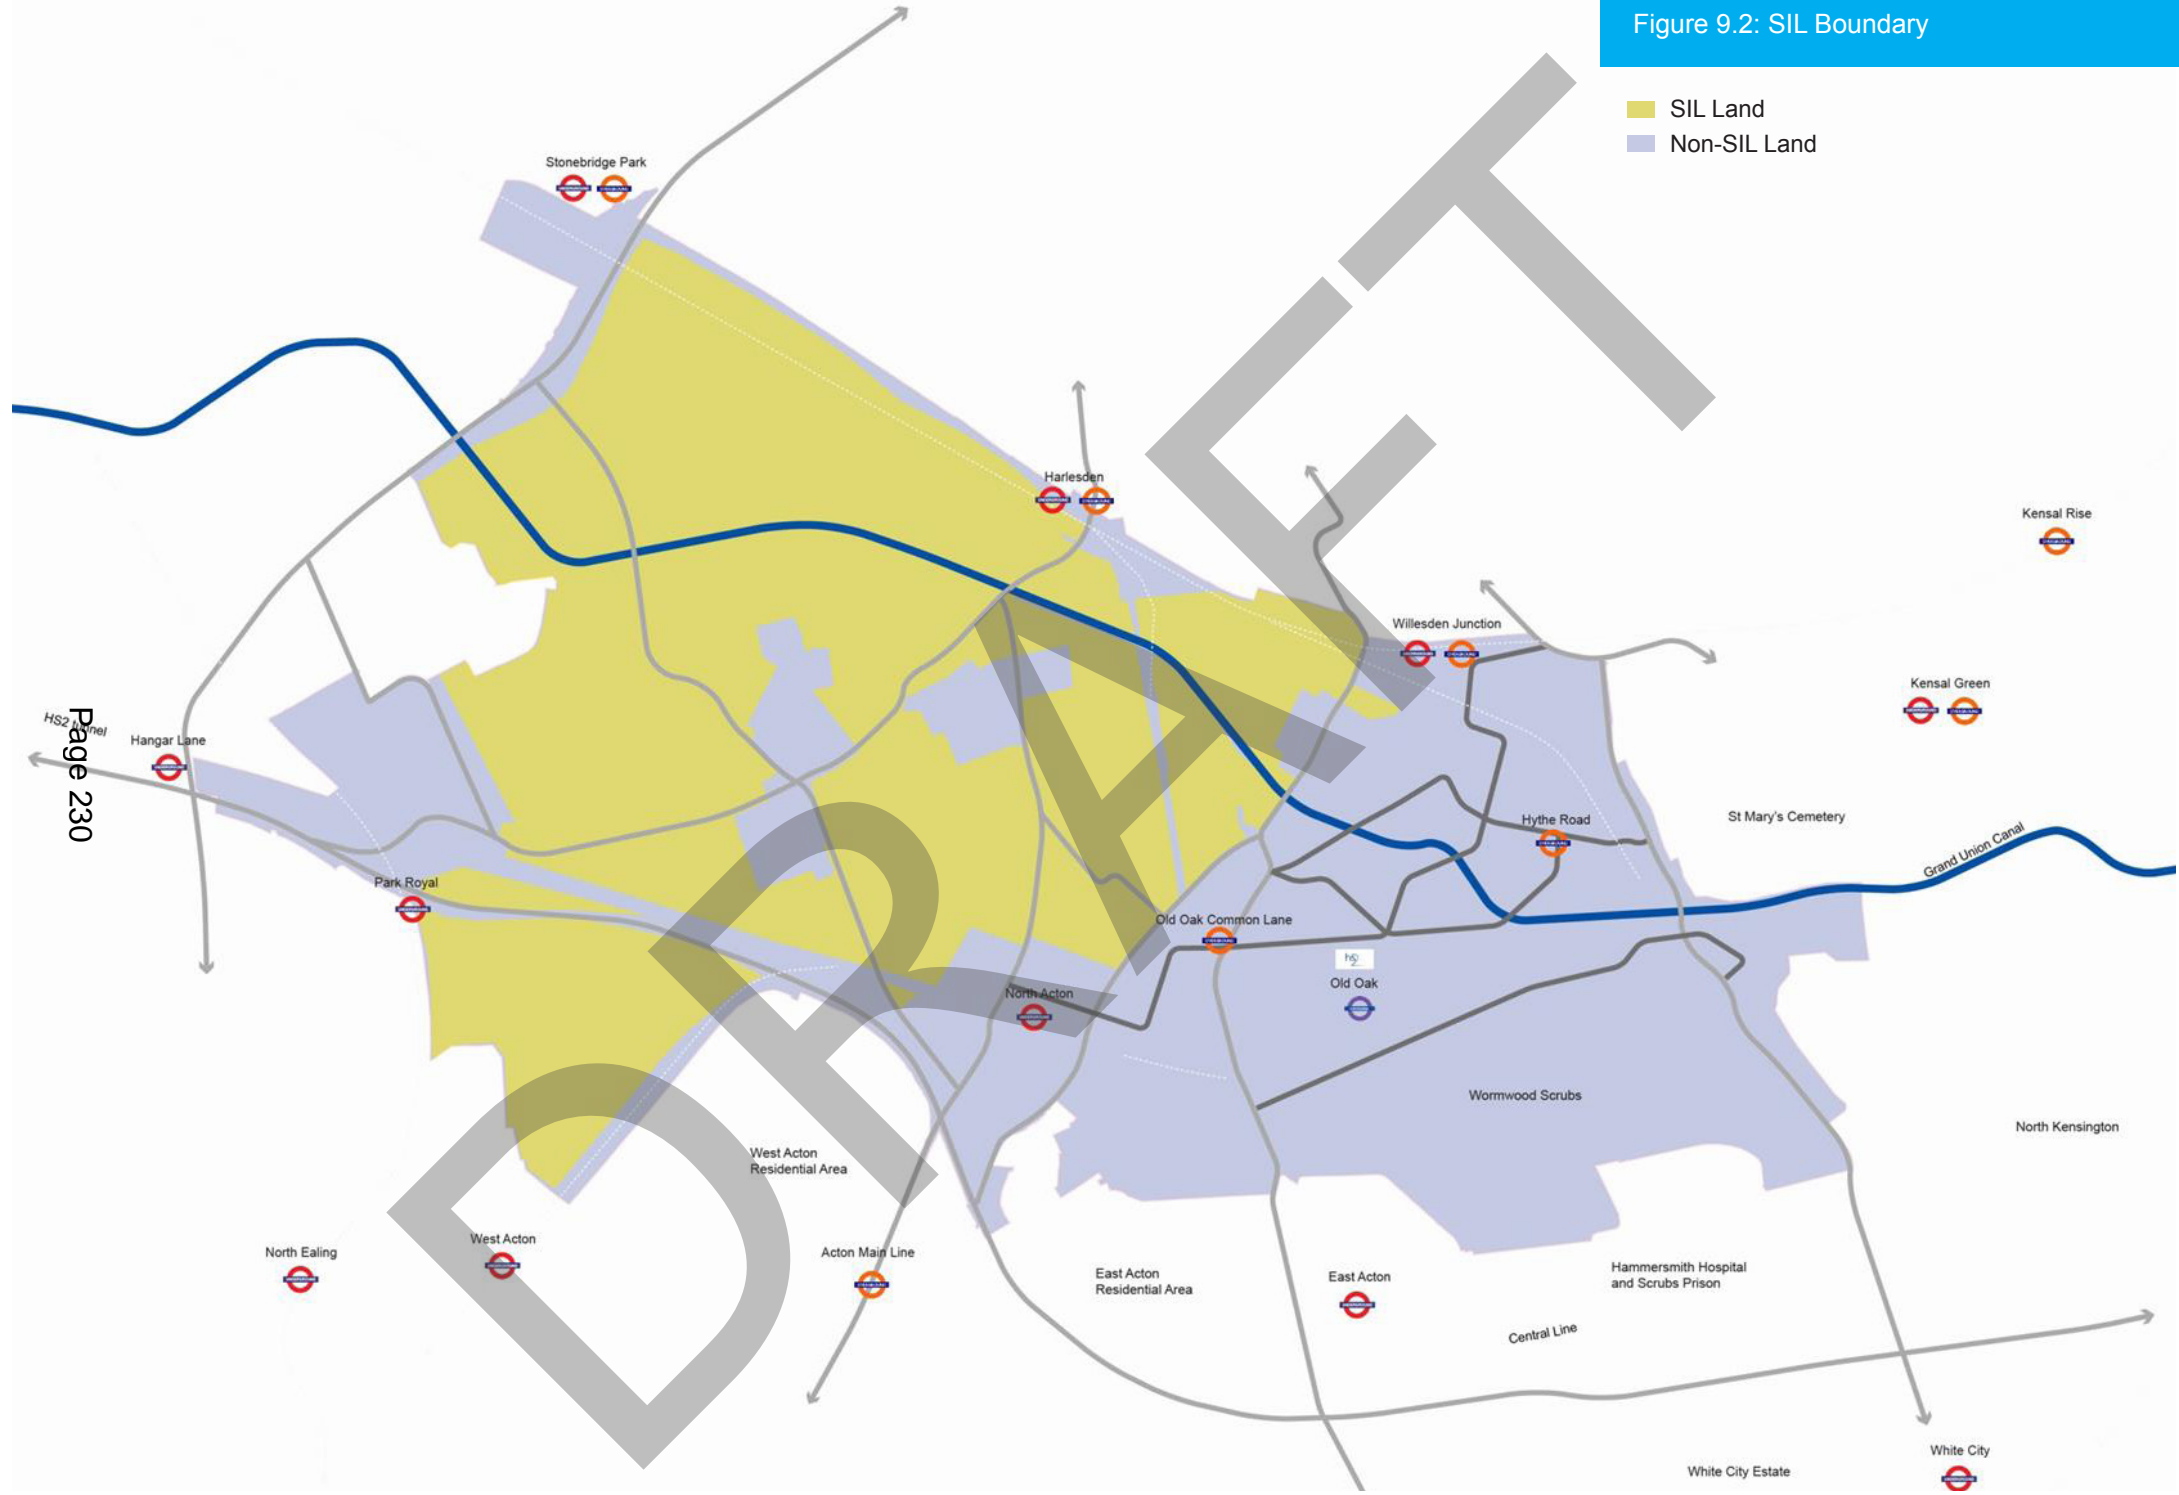 Figure 9.2: SIL Boundary
SIL Land
Non-SIL Land
Stonebridge Park
Harlesden
Kensal Rise
Willesden Junction
Kensal Green
HS2 tunnel
Page 230
Hangar Lane
St Mary's Cemetery
Hythe Road
Grand Union Canal
Park Royal
Old Oak Common Lane
hs2
Old Oak
North Acton
Wormwood Scrubs
North Kensington
West Acton
Residential Area
West Acton
North Ealing
Acton Main Line
East Acton
Residential Area
East Acton
Hammersmith Hospital
and Scrubs Prison
Central Line
White City
White City Estate
DRAFT